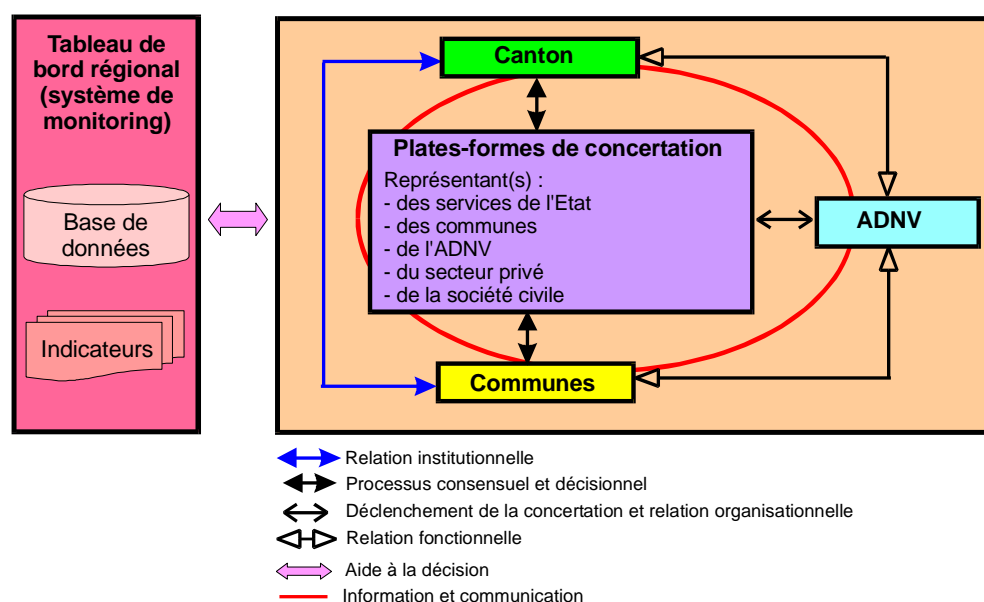 Tableau de
bord régional
(système de
monitoring)
Base de
données
Indicateurs
Canton
Plates-formes de concertation
Représentant(s) :
- des services de l'Etat
- des communes
- de l'ADNV
- du secteur privé
- de la société civile
ADNV
Communes
Relation institutionnelle
Processus consensuel et décisionnel
Déclenchement de la concertation et relation organisationnelle
Relation fonctionnelle
Aide à la décision
Information et communication